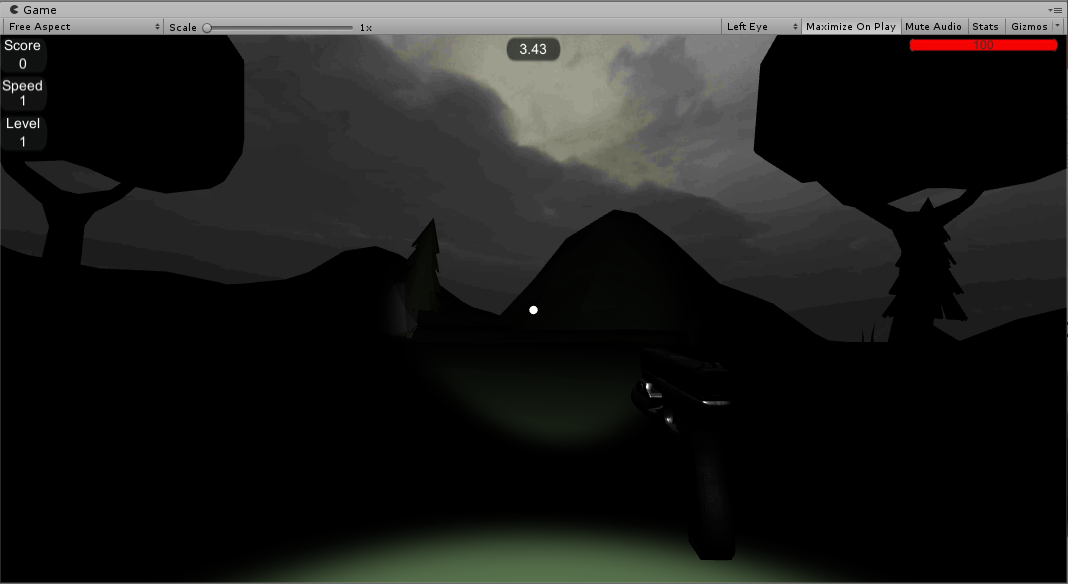 Game
Free Aspect
Scale
1x
Left Eye
Maximize On Play
Mute Audio
Stats
Gizmos
Score
0
Speed
1
Level
1
3.43
100